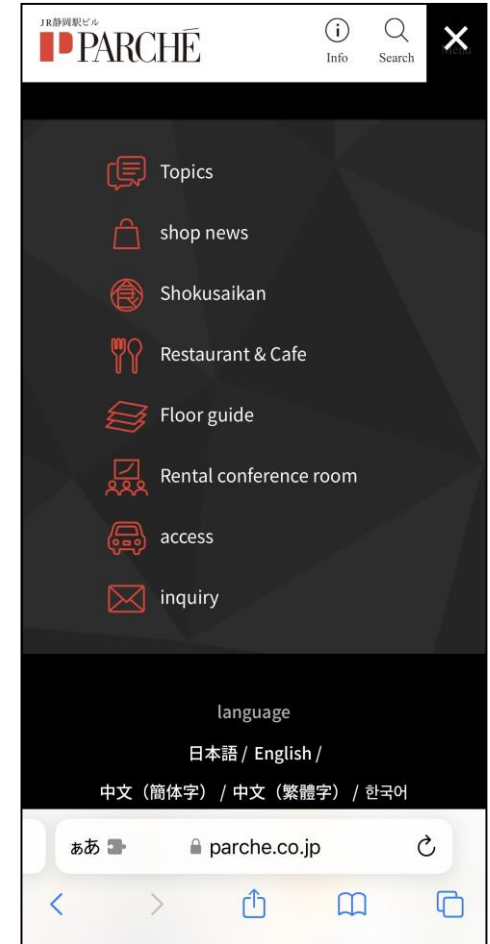 JR静岡駅ビル
PARCHÉ
Info
Search
Menu
Topics
shop news
Shokusaikan
Restaurant & Cafe
Floor guide
Rental conference room
access
inquiry
language
日本語 / English /
中文（簡体字） / 中文（繁體字） / 한국어
ぁあ
parche.co.jp